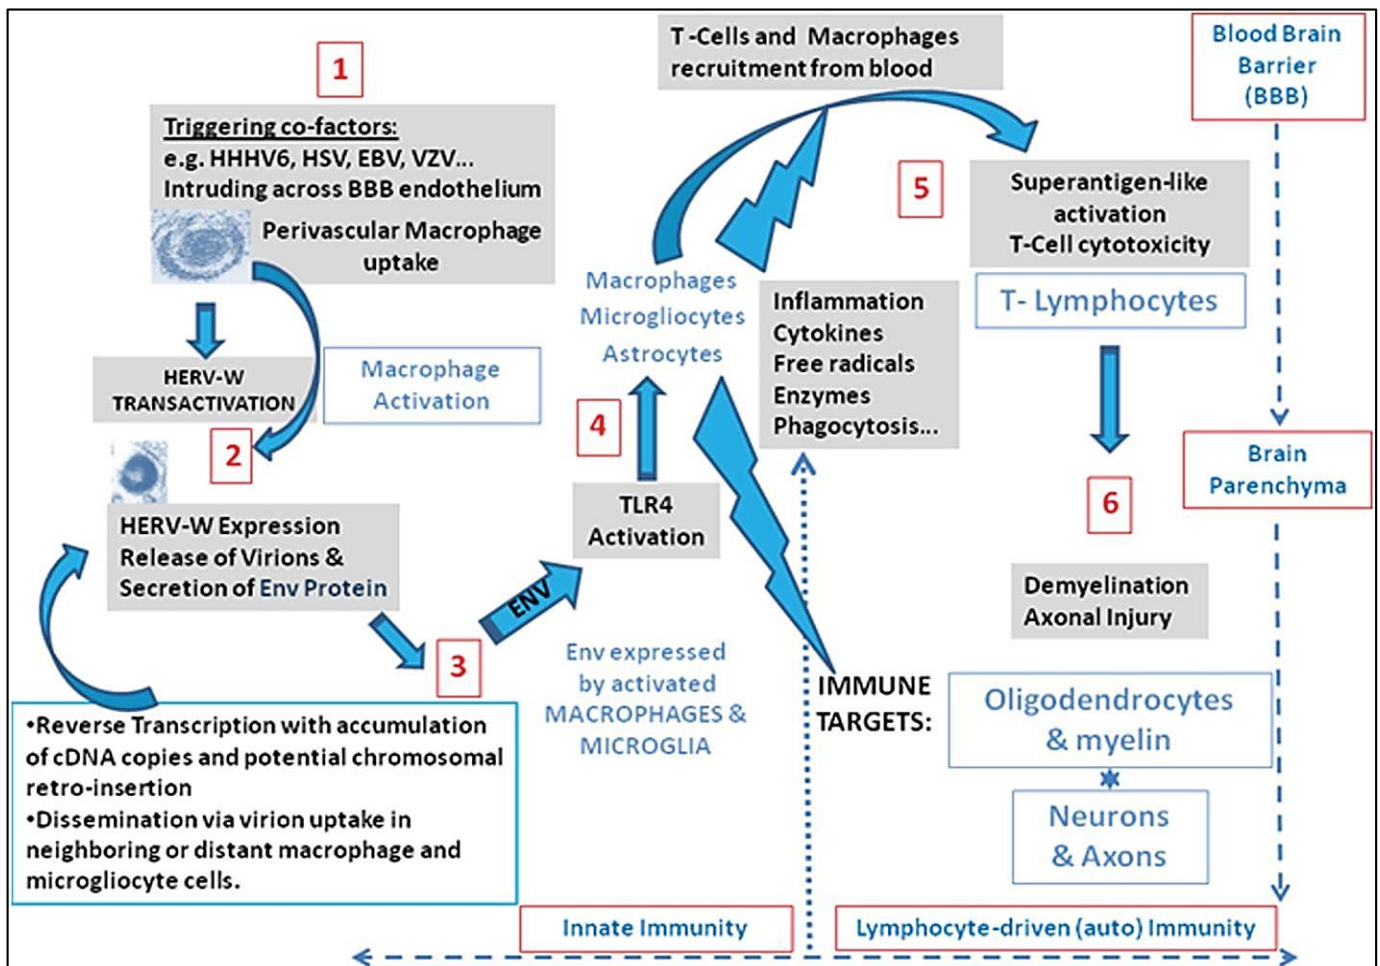 1
Triggering co-factors:
e.g. HHHV6, HSV, EBV, VZV...
Intruding across BBB endothelium
Perivascular Macrophage
uptake
HERV-W
TRANSACTIVATION
Macrophage
Activation
2
HERV-W Expression
Release of Virions &
Secretion of Env Protein
3
•Reverse Transcription with accumulation
of cDNA copies and potential chromosomal
retro-insertion
•Dissemination via virion uptake in
neighboring or distant macrophage and
microgliocyte cells.
ENV
Env expressed
by activated
MACROPHAGES &
MICROGLIA
TLR4
Activation
4
Macrophages
Microgliocytes
Astrocytes
T -Cells and Macrophages
recruitment from blood
Inflammation
Cytokines
Free radicals
Enzymes
Phagocytosis...
5
Superantigen-like
activation
T-Cell cytotoxicity
T- Lymphocytes
6
Demyelination
Axonal Injury
IMMUNE
TARGETS:
Oligodendrocytes
& myelin
Neurons
& Axons
Blood Brain
Barrier
(BBB)
Brain
Parenchyma
Innate Immunity
Lymphocyte-driven (auto) Immunity